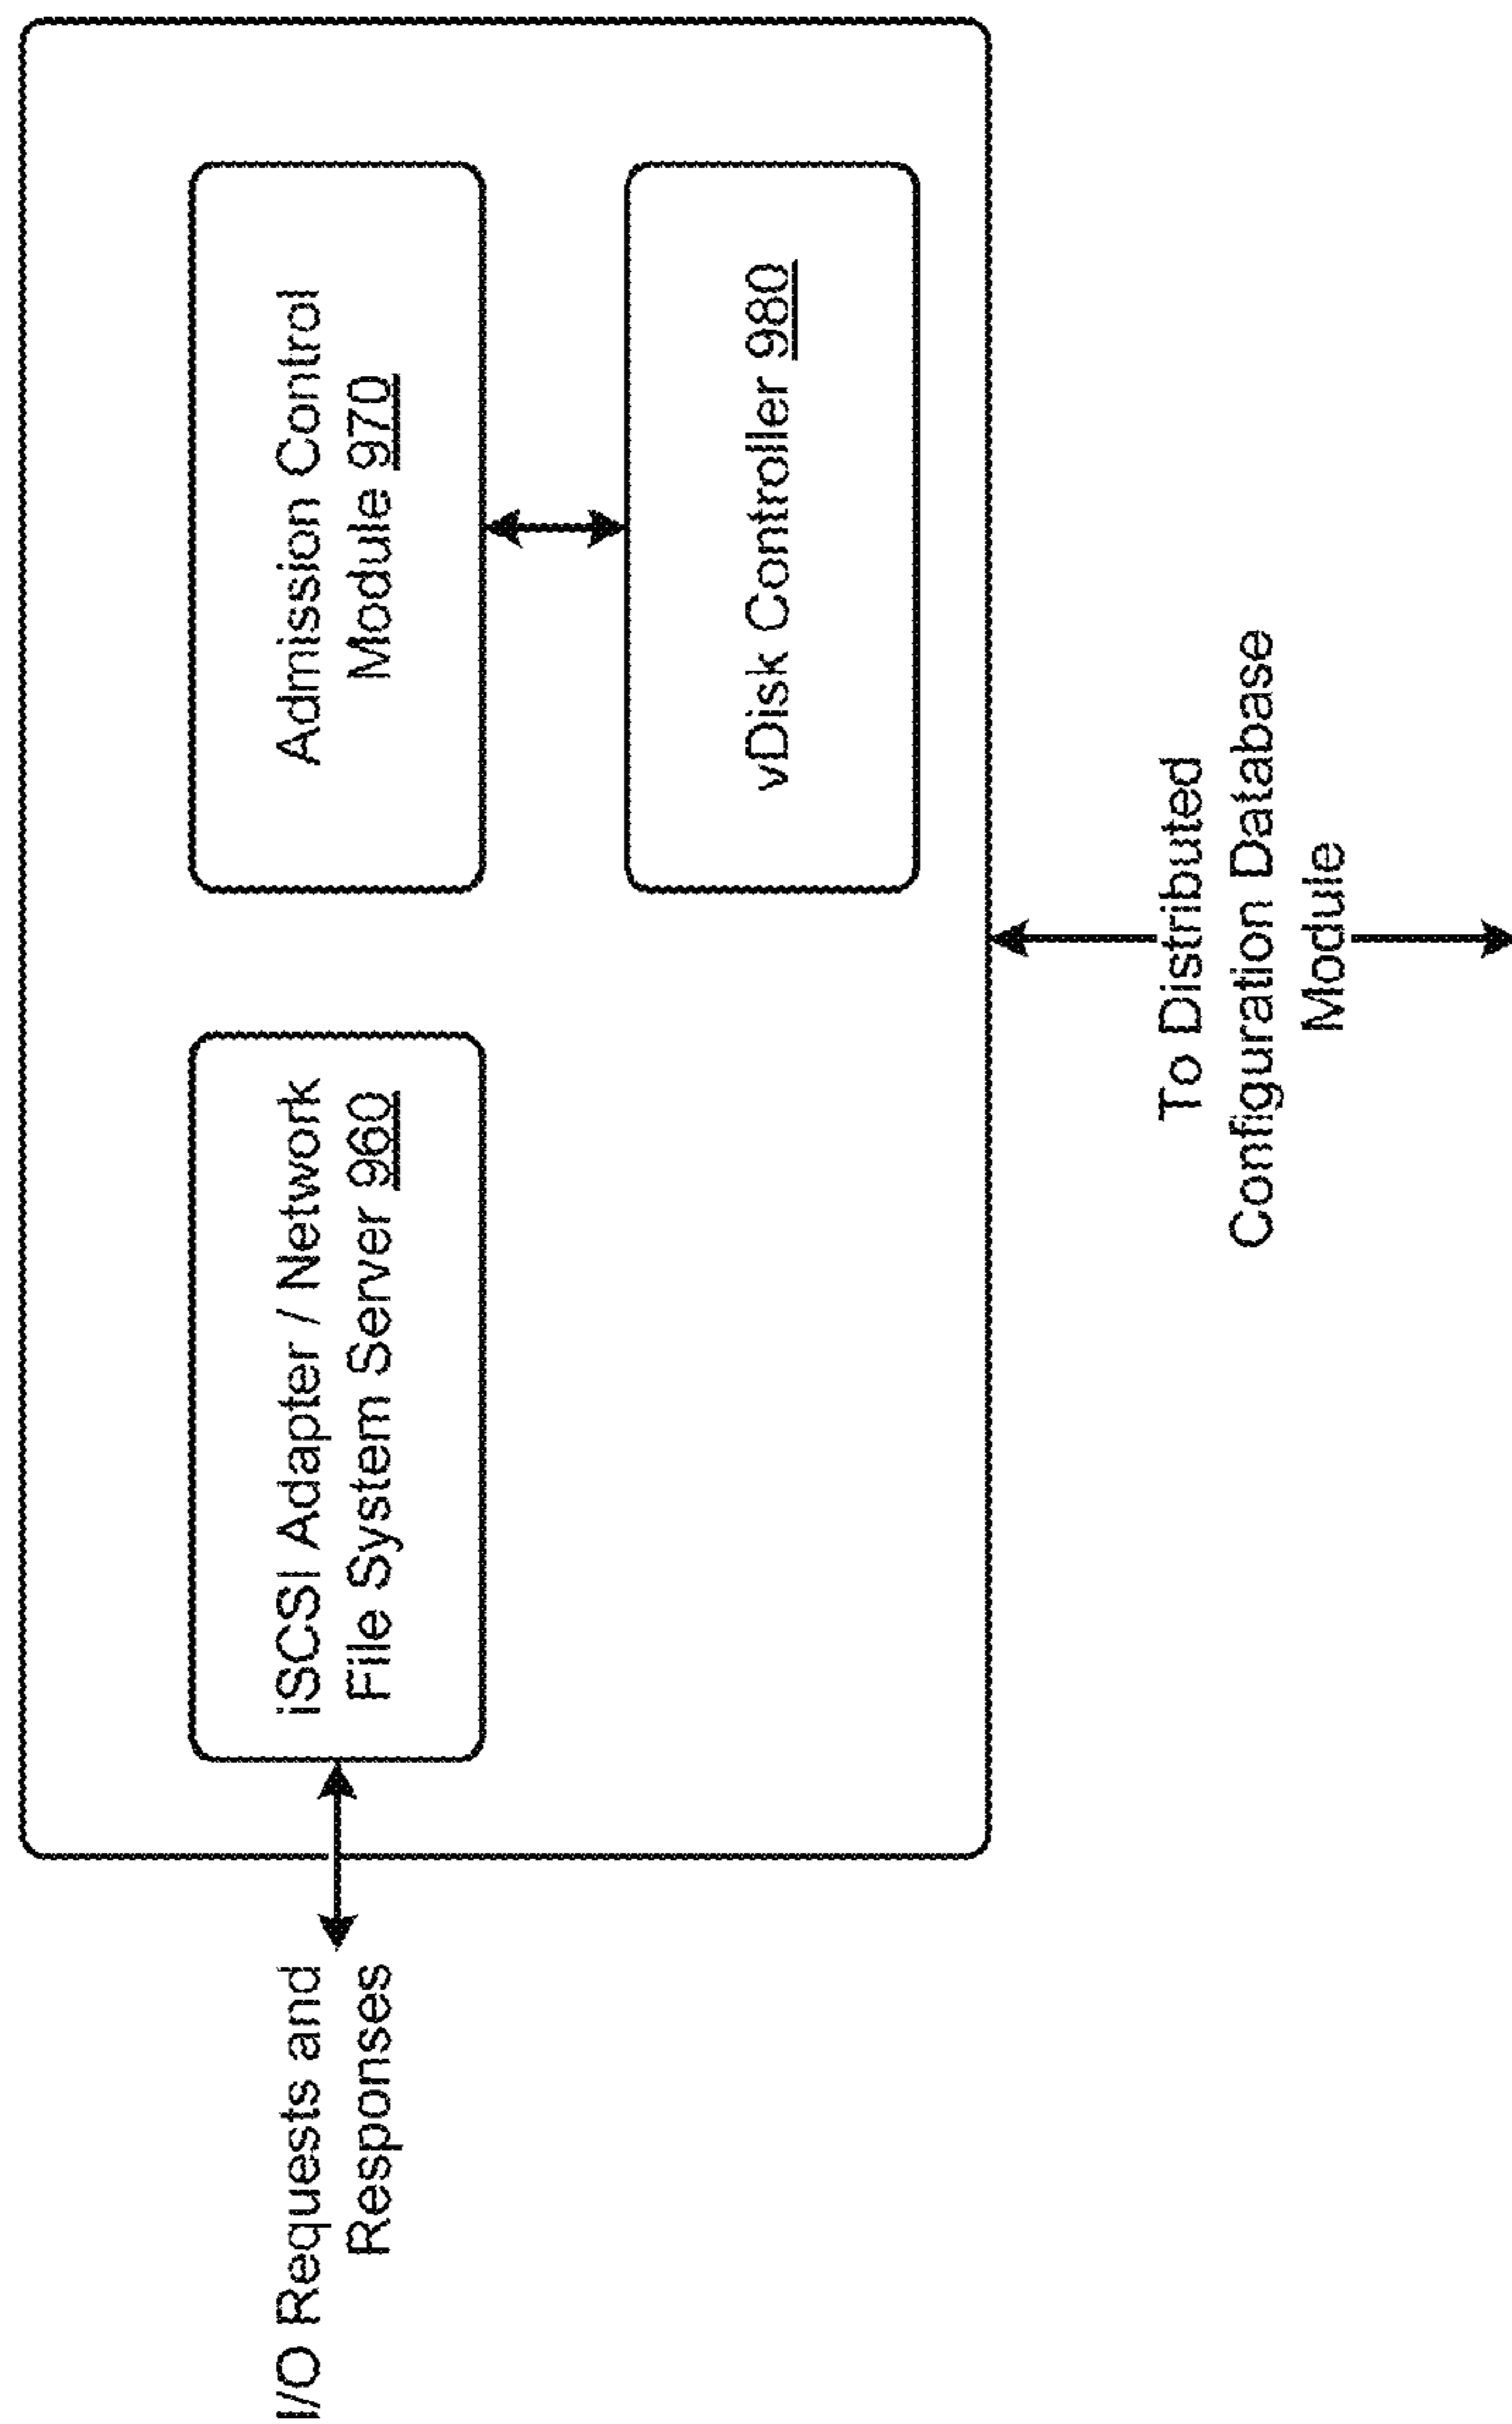 I/O Requests and
Responses
iSCSI Adapter / Network
File System Server 960
Admission Control
Module 970
vDisk Controller 980
To Distributed
Configuration Database
Module